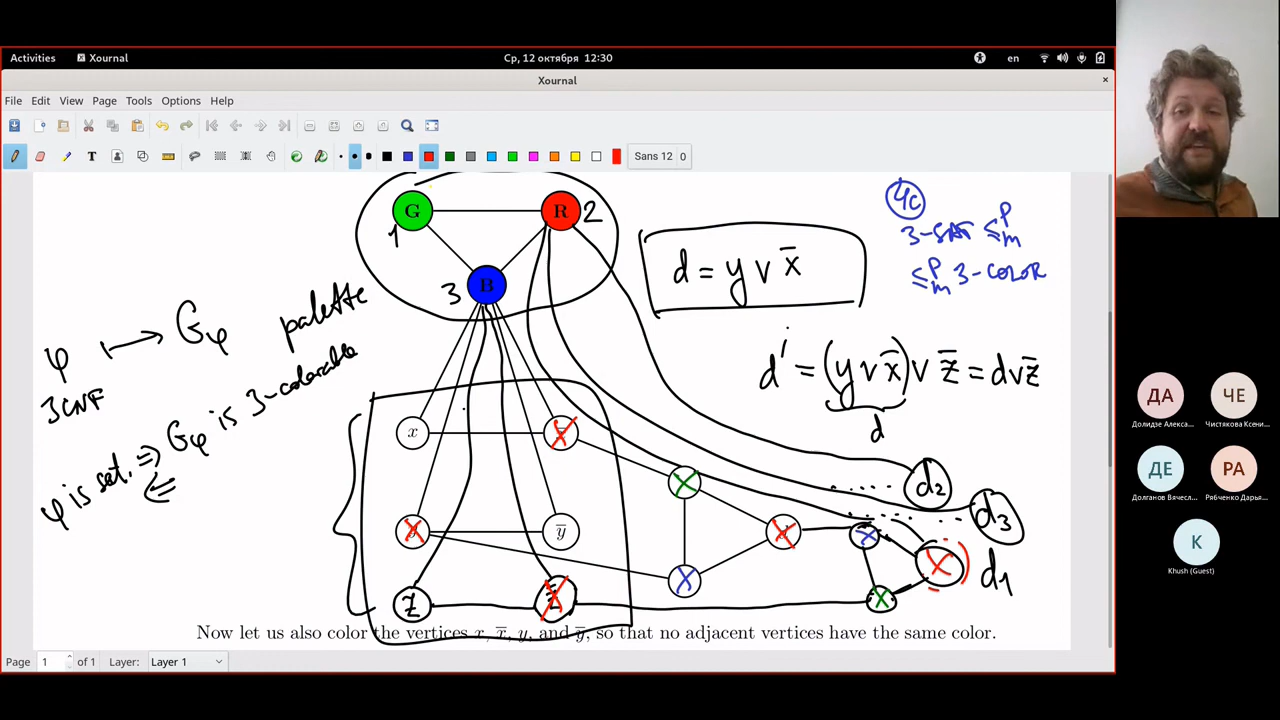 Activities Xournal Ср, 12 октября 12:30 en
Xournal ×
File Edit View Page Tools Options Help
T Sans 12 0
G R
1 2
B
3
d = y ∨ x̄
4c
3-SAT ≤ᵖₘ
≤ᵖₘ 3-COLOR
φ ↦ Gφ palette
3CNF
φ is sat. ⇒ Gφ is 3-colorable
⇐
d' = (y ∨ x̄) ∨ z̄ = d ∨ z̄
d
x
ȳ
z
d₂
d₃
d₁
Now let us also color the vertices x, x̄, y, and ȳ, so that no adjacent vertices have the same color.
Page 1 of 1 Layer: Layer 1
ДА ЧЕ
Долидзе Алекса... Чистякова Ксени...
ДЕ РА
Долганов Вячесл... Рябченко Дарья...
К
Khush (Guest)